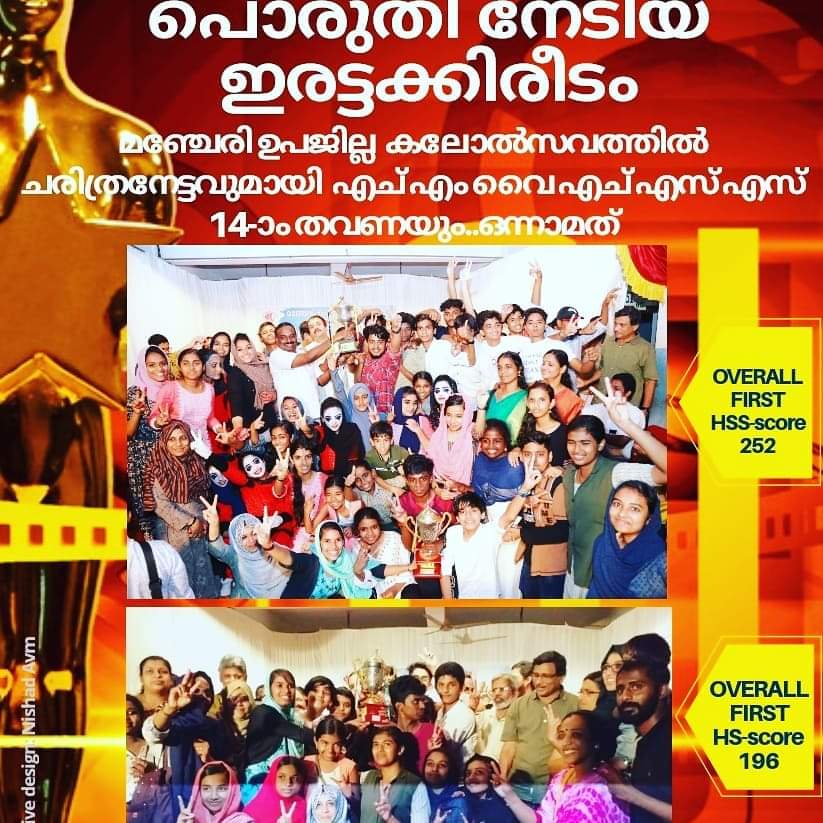 പൊരുതി നേടിയ
ഇരട്ടക്കിരീടം
മഞ്ചേരി ഉപജില്ല കലോൽസവത്തിൽ
ചരിത്രനേട്ടവുമായി എച്ച് എം വൈ എച്ച് എസ് എസ്
14-ാം തവണയും..ഒന്നാമത്
OVERALL
FIRST
HSS-score
252
OVERALL
FIRST
HS-score
196
ive design: Nishad Avm